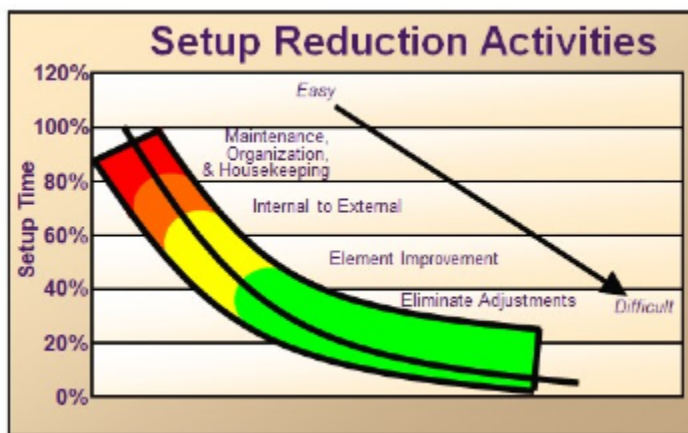 Setup Reduction Activities
120%
100%
80%
60%
40%
20%
0%
Setup Time
Easy
Maintenance,
Organization,
& Housekeeping
Internal to External
Element Improvement
Eliminate Adjustments
Difficult